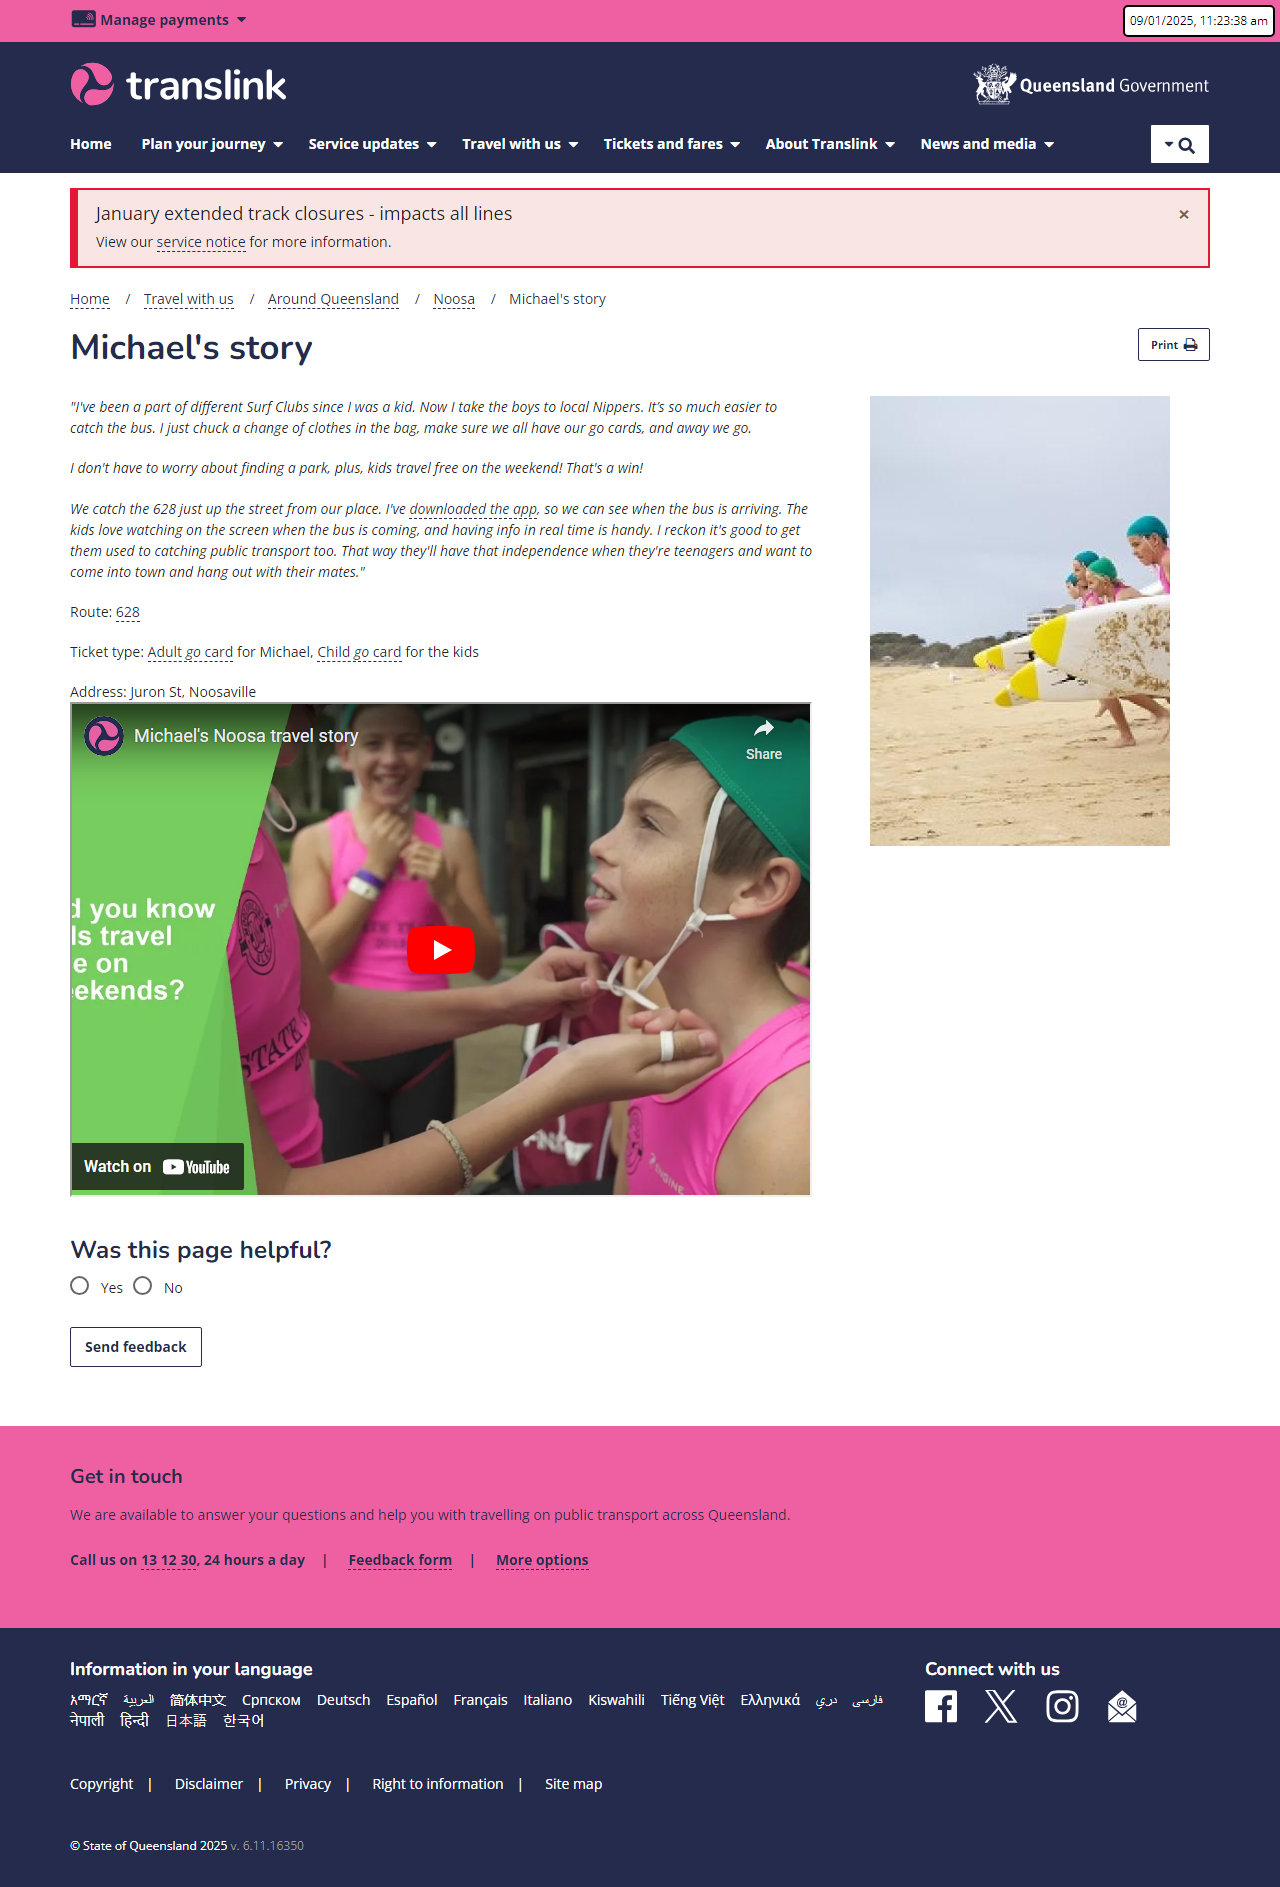 Manage payments
09/01/2025, 11:23:38 am
translink
Queensland Government
Home Plan your journey Service updates Travel with us Tickets and fares About Translink News and media
January extended track closures - impacts all lines ×
View our service notice for more information.
Home / Travel with us / Around Queensland / Noosa / Michael's story
Michael's story
Print
"I've been a part of different Surf Clubs since I was a kid. Now I take the boys to local Nippers. It's so much easier to
catch the bus. I just chuck a change of clothes in the bag, make sure we all have our go cards, and away we go.
I don't have to worry about finding a park, plus, kids travel free on the weekend! That's a win!
We catch the 628 just up the street from our place. I've downloaded the app, so we can see when the bus is arriving. The
kids love watching on the screen when the bus is coming, and having info in real time is handy. I reckon it's good to get
them used to catching public transport too. That way they'll have that independence when they're teenagers and want to
come into town and hang out with their mates."
Route: 628
Ticket type: Adult go card for Michael, Child go card for the kids
Address: Juron St, Noosaville
Michael's Noosa travel story
Share
d you know
ls travel
e on
ekends?
STATE
Watch on YouTube
Was this page helpful?
Yes No
Send feedback
Get in touch
We are available to answer your questions and help you with travelling on public transport across Queensland.
Call us on 13 12 30, 24 hours a day | Feedback form | More options
Information in your language
አማርኛ العربية 简体中文 Српском Deutsch Español Français Italiano Kiswahili Tiếng Việt Ελληνικά دري فارسی
नेपाली हिन्दी 日本語 한국어
Connect with us
Copyright | Disclaimer | Privacy | Right to information | Site map
© State of Queensland 2025 v. 6.11.16350